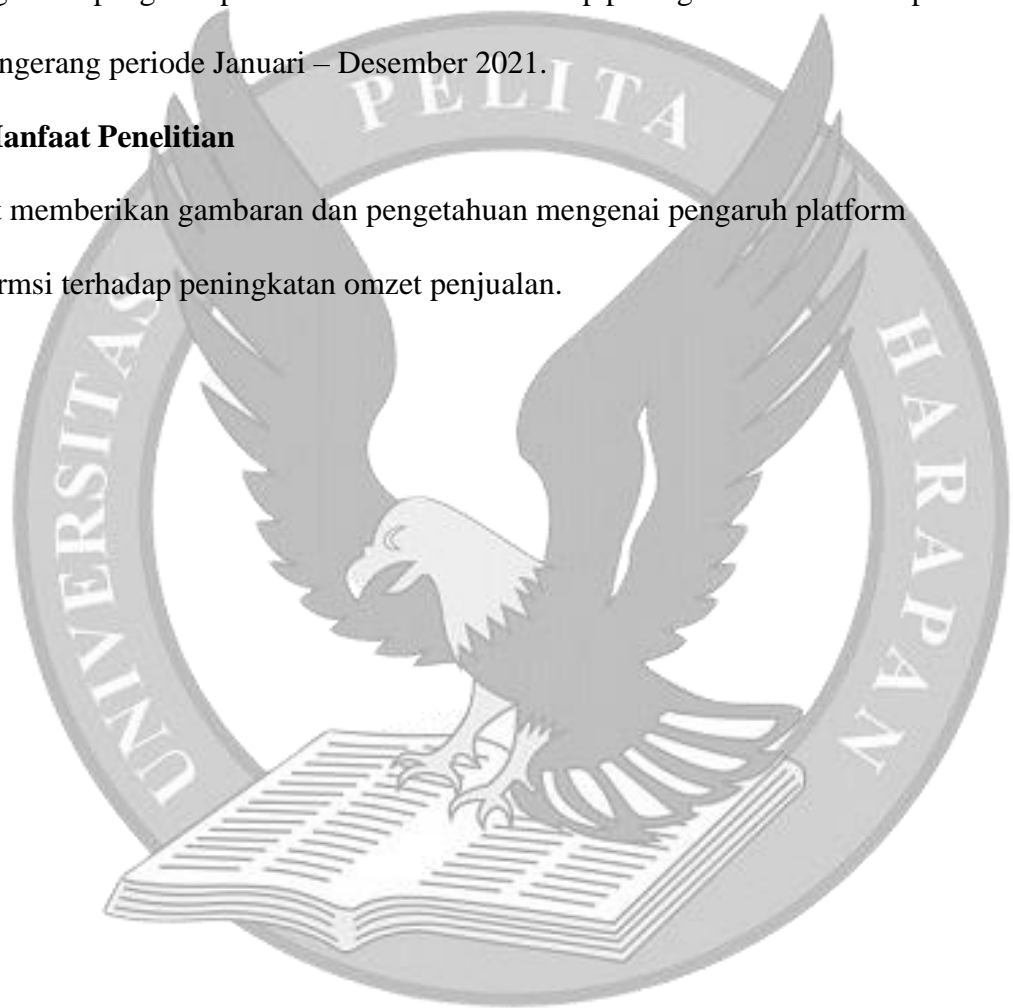 ngerang periode Januari – Desember 2021.
anfaat Penelitian
memberikan gambaran dan pengetahuan mengenai pengaruh platform
rmsi terhadap peningkatan omzet penjualan.
UNIVERSITAS PELITA HARAPAN